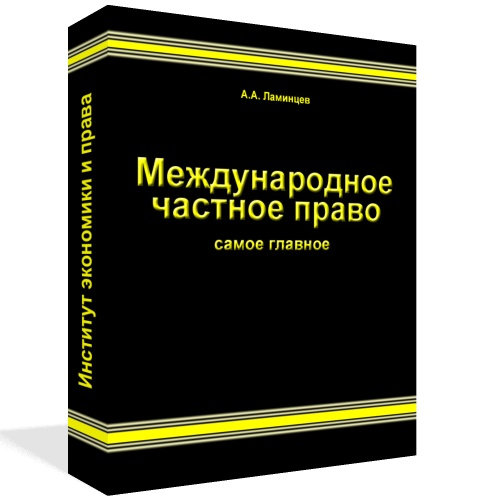 А.А. Ламинцев
Международное
частное право
самое главное
Институт экономики и права